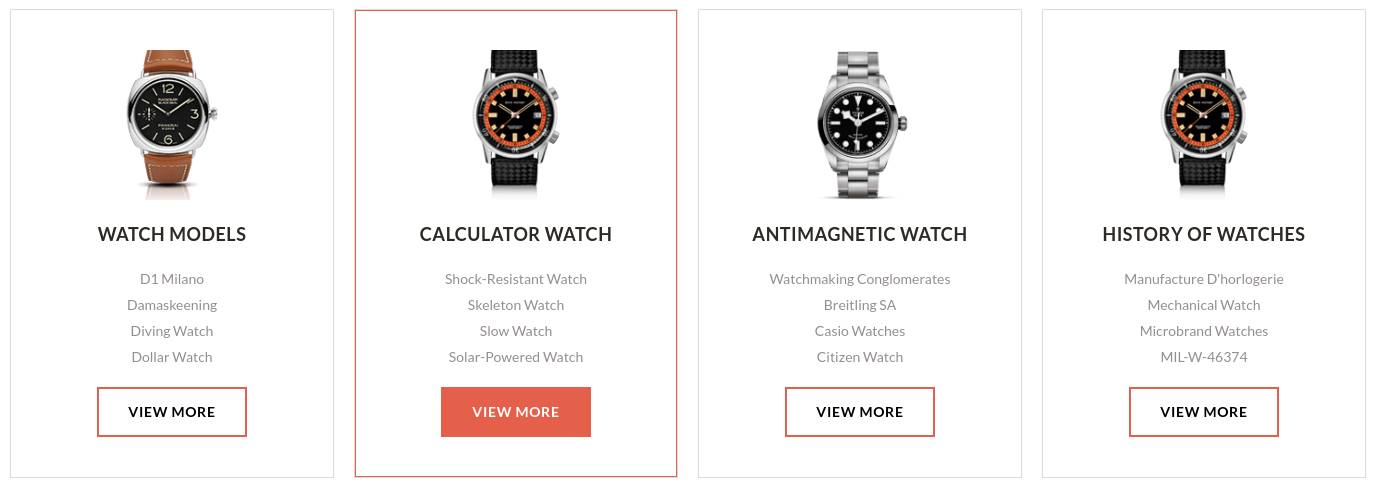 WATCH MODELS
D1 Milano
Damaskeening
Diving Watch
Dollar Watch
VIEW MORE
CALCULATOR WATCH
Shock-Resistant Watch
Skeleton Watch
Slow Watch
Solar-Powered Watch
VIEW MORE
ANTIMAGNETIC WATCH
Watchmaking Conglomerates
Breitling SA
Casio Watches
Citizen Watch
VIEW MORE
HISTORY OF WATCHES
Manufacture D'horlogerie
Mechanical Watch
Microbrand Watches
MIL-W-46374
VIEW MORE